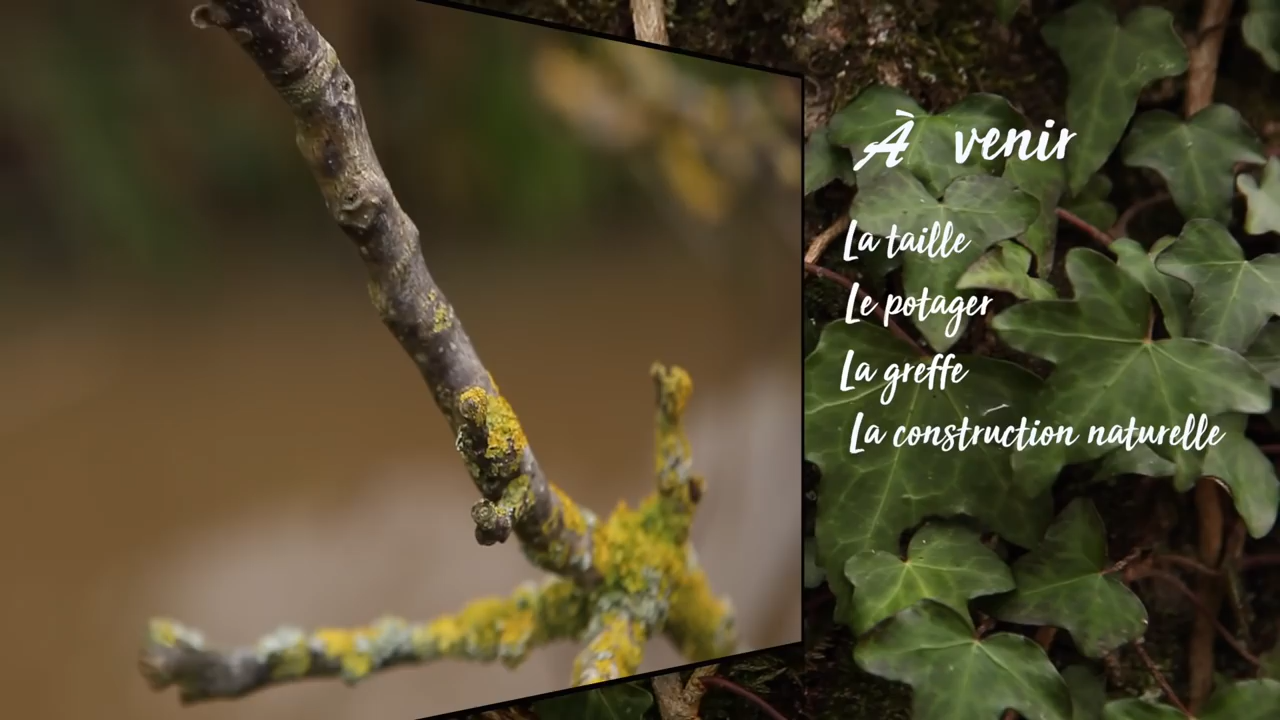 À venir
La taille
Le potager
La greffe
La construction naturelle